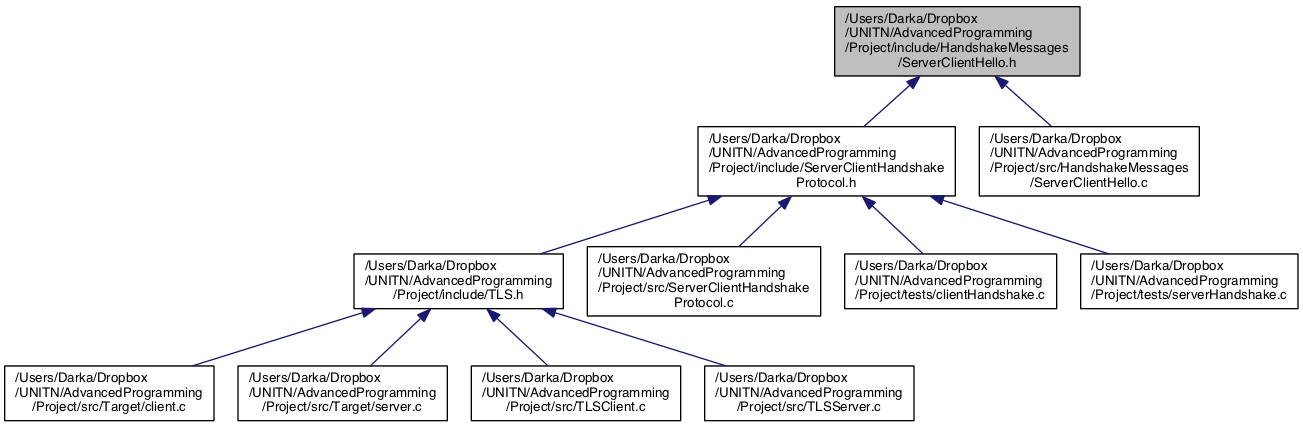 /Users/Darka/Dropbox
/UNITN/AdvancedProgramming
/Project/include/HandshakeMessages
/ServerClientHello.h
/Users/Darka/Dropbox
/UNITN/AdvancedProgramming
/Project/include/ServerClientHandshake
Protocol.h
/Users/Darka/Dropbox
/UNITN/AdvancedProgramming
/Project/src/HandshakeMessages
/ServerClientHello.c
/Users/Darka/Dropbox
/UNITN/AdvancedProgramming
/Project/include/TLS.h
/Users/Darka/Dropbox
/UNITN/AdvancedProgramming
/Project/src/ServerClientHandshake
Protocol.c
/Users/Darka/Dropbox
/UNITN/AdvancedProgramming
/Project/tests/clientHandshake.c
/Users/Darka/Dropbox
/UNITN/AdvancedProgramming
/Project/tests/serverHandshake.c
/Users/Darka/Dropbox
/UNITN/AdvancedProgramming
/Project/src/Target/client.c
/Users/Darka/Dropbox
/UNITN/AdvancedProgramming
/Project/src/Target/server.c
/Users/Darka/Dropbox
/UNITN/AdvancedProgramming
/Project/src/TLSClient.c
/Users/Darka/Dropbox
/UNITN/AdvancedProgramming
/Project/src/TLSServer.c